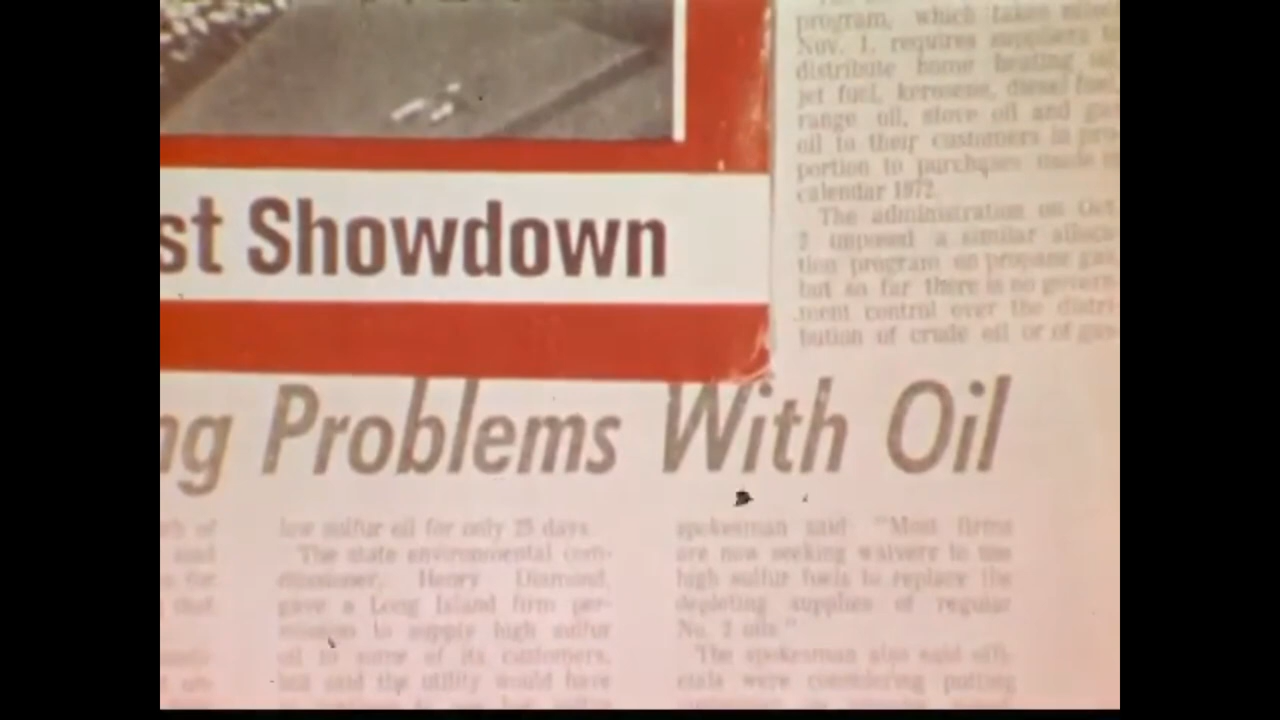 program, which takes effect
Nov. 1, requires suppliers to
distribute home heating oil,
jet fuel, kerosene, diesel fuel,
range oil, stove oil and gas
oil to their customers in pro-
portion to purchases made in
calendar 1972.
The administration on Oct.
2 imposed a similar alloca-
tion program on propane gas,
but so far there is no govern-
ment control over the distri-
bution of crude oil or of gas-
st Showdown
ng Problems With Oil
low sulfur oil for only 25 days.
The state environmental com-
missioner, Henry Diamond,
gave a Long Island firm per-
mission to supply high sulfur
oil to some of its customers,
but said the utility would have
spokesman said "Most firms
are now seeking waivers to use
high sulfur fuels to replace the
depleting supplies of regular
No. 2 oils"
The spokesman also said offi-
cials were considering putting